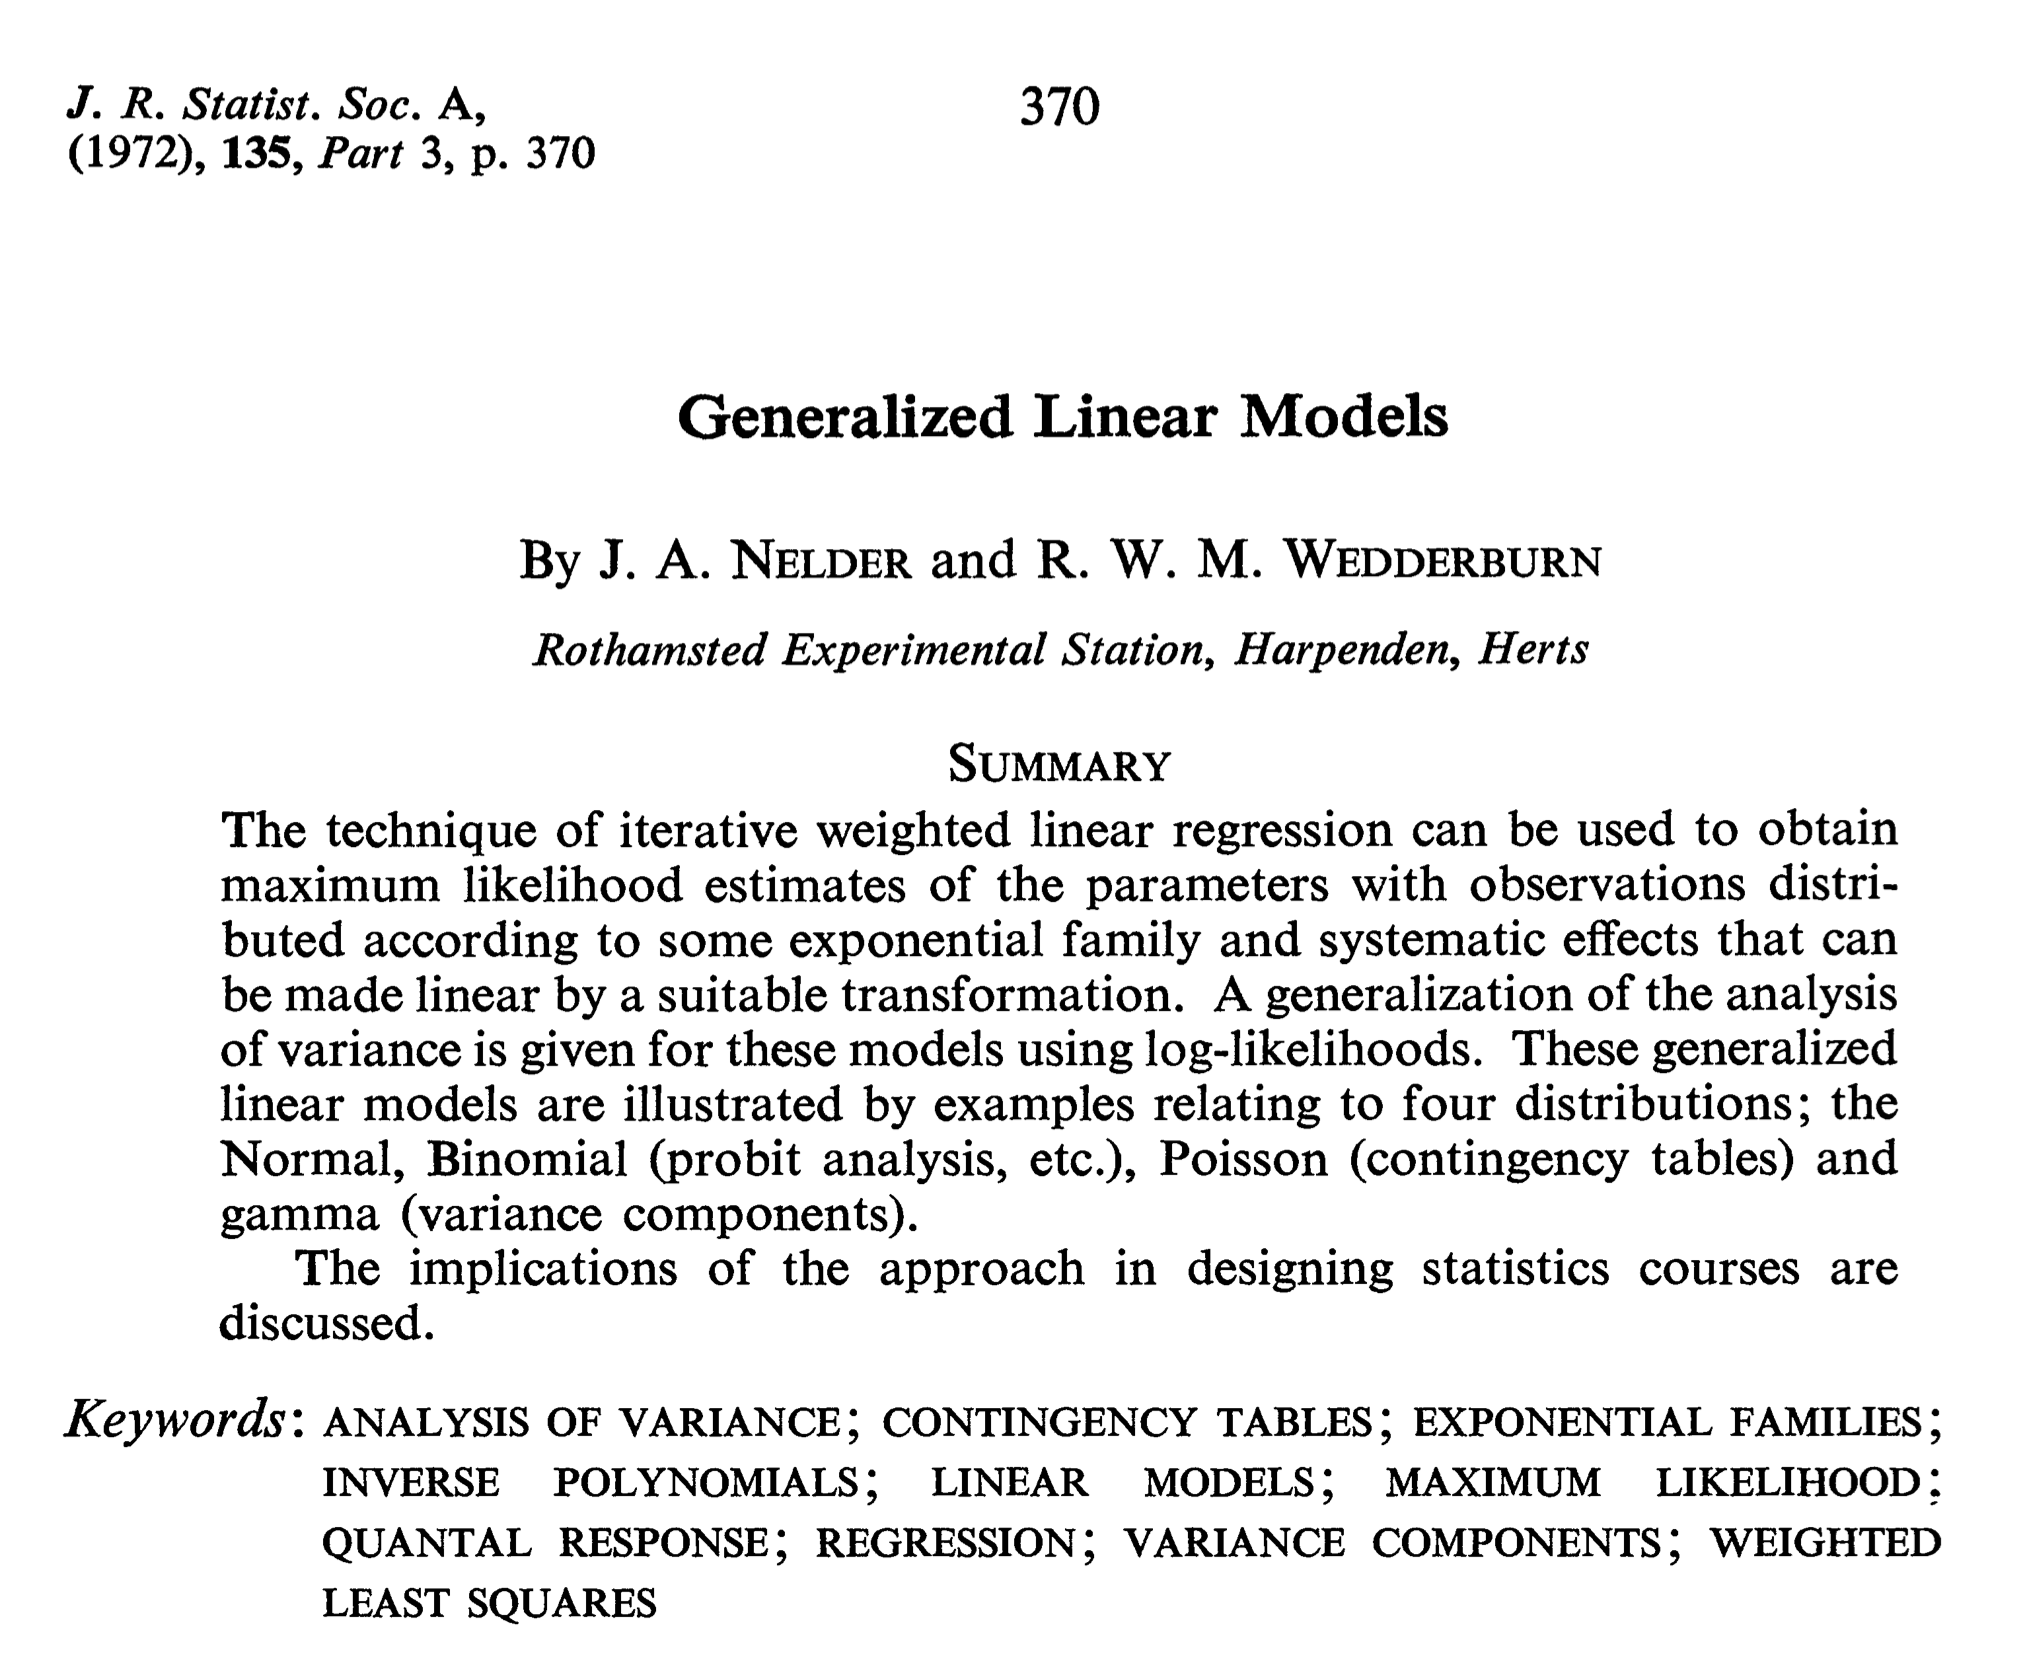 J. R. Statist. Soc. A,
370
(1972), 135, Part 3, p. 370
Generalized Linear Models
By J. A. NELDER and R. W. M. WEDDERBURN
Rothamsted Experimental Station, Harpenden, Herts
SUMMARY
The technique of iterative weighted linear regression can be used to obtain
maximum likelihood estimates of the parameters with observations distri-
buted according to some exponential family and systematic effects that can
be made linear by a suitable transformation. A generalization of the analysis
of variance is given for these models using log-likelihoods. These generalized
linear models are illustrated by examples relating to four distributions; the
Normal, Binomial (probit analysis, etc.), Poisson (contingency tables) and
gamma (variance components).
The implications of the approach in designing statistics courses are
discussed.
Keywords: ANALYSIS OF VARIANCE; CONTINGENCY TABLES; EXPONENTIAL FAMILIES;
INVERSE POLYNOMIALS; LINEAR MODELS; MAXIMUM LIKELIHOOD;
QUANTAL RESPONSE; REGRESSION; VARIANCE COMPONENTS; WEIGHTED
LEAST SQUARES